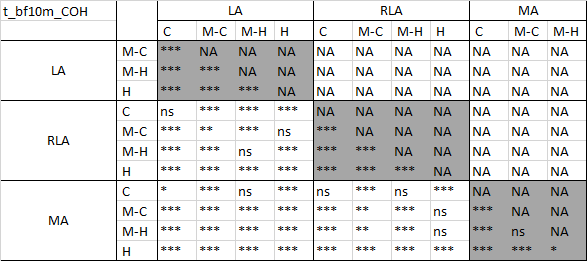 t_bf10m_COH LA RLA MA
C M-C M-H H C M-C M-H H C M-C M-H
LA M-C *** NA NA NA NA NA NA NA NA NA NA
M-H *** *** NA NA NA NA NA NA NA NA NA
H *** *** *** NA NA NA NA NA NA NA NA
RLA C ns *** *** *** NA NA NA NA NA NA NA
M-C *** ** *** ns *** NA NA NA NA NA NA
M-H *** *** ns *** *** *** NA NA NA NA NA
H *** *** *** *** *** *** *** NA NA NA NA
MA C * *** ns *** ns *** ns *** NA NA NA
M-C *** *** *** *** *** ** *** ns *** NA NA
M-H *** *** *** *** *** ** *** ns *** ns NA
H *** *** *** *** *** *** *** *** *** *** *